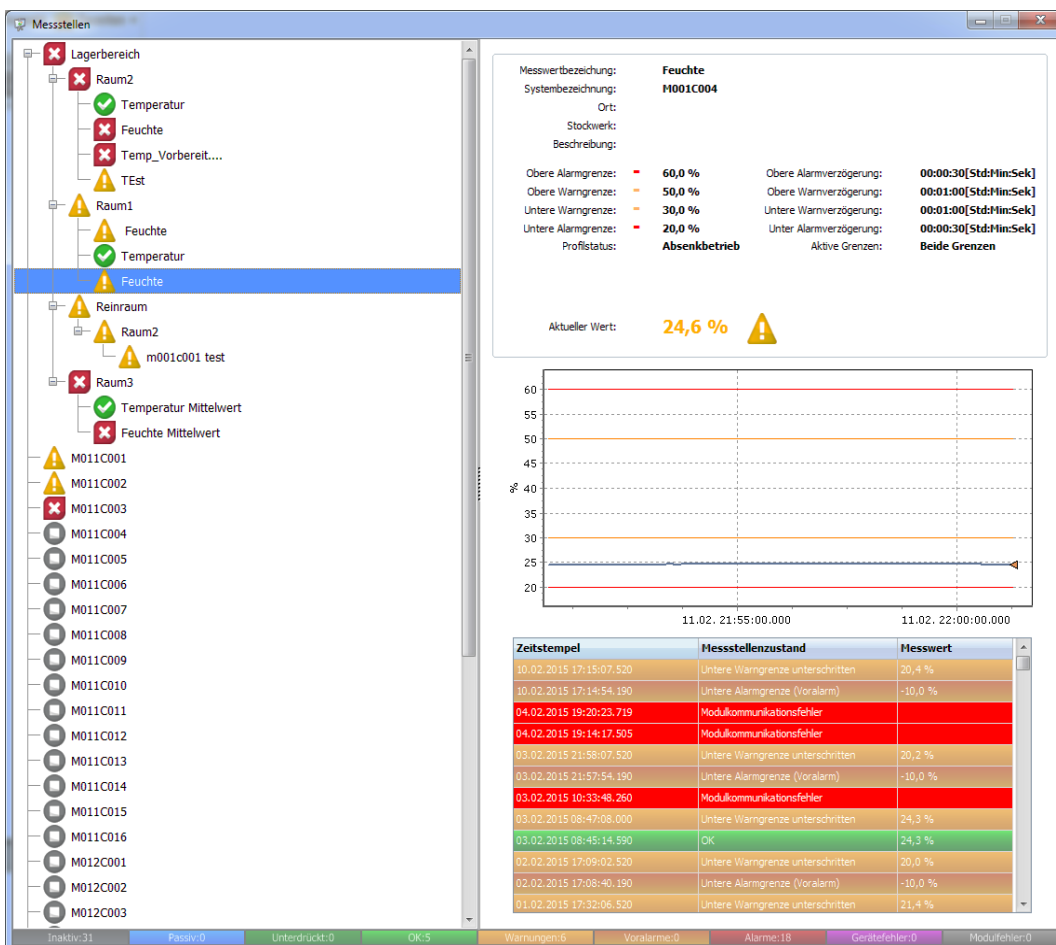 Messstellen
Lagerbereich
Raum2
Temperatur
Feuchte
Temp_Vorbereit....
TEst
Raum1
Feuchte
Temperatur
Feuchte
Reinraum
Raum2
m001c001 test
Raum3
Temperatur Mittelwert
Feuchte Mittelwert
M011C001
M011C002
M011C003
M011C004
M011C005
M011C006
M011C007
M011C008
M011C009
M011C010
M011C011
M011C012
M011C013
M011C014
M011C015
M011C016
M012C001
M012C002
M012C003
Messwertbezeichung: Feuchte
Systembezeichnung: M001C004
Ort:
Stockwerk:
Beschreibung:
Obere Alarmgrenze: 60,0 % Obere Alarmverzögerung: 00:00:30[Std:Min:Sek]
Obere Warngrenze: 50,0 % Obere Warnverzögerung: 00:01:00[Std:Min:Sek]
Untere Warngrenze: 30,0 % Untere Warnverzögerung: 00:01:00[Std:Min:Sek]
Untere Alarmgrenze: 20,0 % Unter Alarmverzögerung: 00:00:30[Std:Min:Sek]
Profilstatus: Absenkbetrieb Aktive Grenzen: Beide Grenzen
Aktueller Wert: 24,6 %
60
55
50
45
40
35
30
25
20
%
11.02. 21:55:00.000 11.02. 22:00:00.000
Zeitstempel Messstellenzustand Messwert
10.02.2015 17:15:07.520 Untere Warngrenze unterschritten 20,4 %
10.02.2015 17:14:54.190 Untere Alarmgrenze (Voralarm) -10,0 %
04.02.2015 19:20:23.719 Modulkommunikationsfehler
04.02.2015 19:14:17.505 Modulkommunikationsfehler
03.02.2015 21:58:07.520 Untere Warngrenze unterschritten 20,2 %
03.02.2015 21:57:54.190 Untere Alarmgrenze (Voralarm) -10,0 %
03.02.2015 10:33:48.260 Modulkommunikationsfehler
03.02.2015 08:47:08.000 Untere Warngrenze unterschritten 24,3 %
03.02.2015 08:45:14.590 OK 24,3 %
02.02.2015 17:09:02.520 Untere Warngrenze unterschritten 20,0 %
02.02.2015 17:08:40.190 Untere Alarmgrenze (Voralarm) -10,0 %
01.02.2015 17:32:06.520 Untere Warngrenze unterschritten 21,4 %
Inaktiv:31 Passiv:0 Unterdrückt:0 OK:5 Warnungen:6 Voralarme:0 Alarme:18 Gerätefehler:0 Modulfehler:0